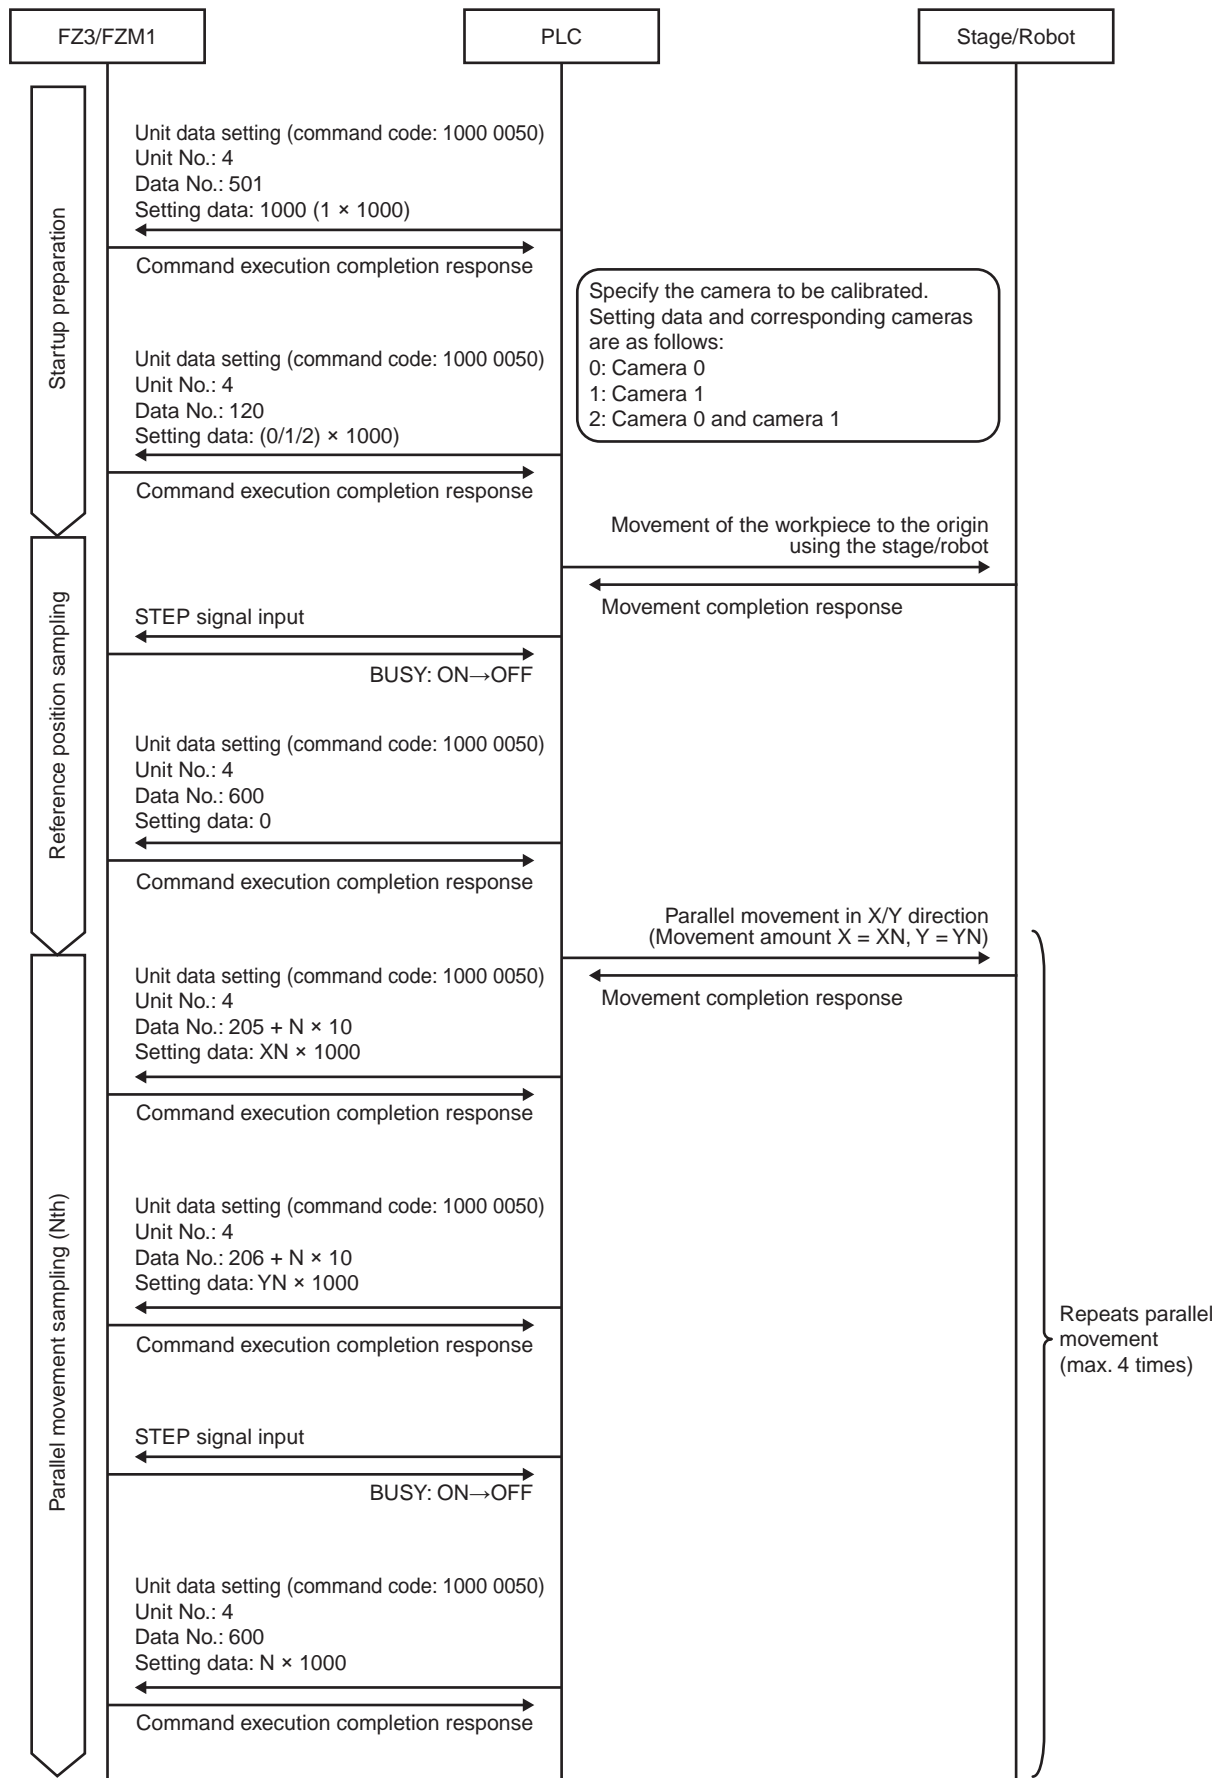 FZ3/FZM1
PLC
Stage/Robot
Startup preparation
Unit data setting (command code: 1000 0050)
Unit No.: 4
Data No.: 501
Setting data: 1000 (1 × 1000)
Command execution completion response
Specify the camera to be calibrated.
Setting data and corresponding cameras
are as follows:
0: Camera 0
1: Camera 1
2: Camera 0 and camera 1
Unit data setting (command code: 1000 0050)
Unit No.: 4
Data No.: 120
Setting data: (0/1/2) × 1000)
Command execution completion response
Reference position sampling
Movement of the workpiece to the origin
using the stage/robot
Movement completion response
STEP signal input
BUSY: ON→OFF
Unit data setting (command code: 1000 0050)
Unit No.: 4
Data No.: 600
Setting data: 0
Command execution completion response
Parallel movement sampling (Nth)
Parallel movement in X/Y direction
(Movement amount X = XN, Y = YN)
Movement completion response
Unit data setting (command code: 1000 0050)
Unit No.: 4
Data No.: 205 + N × 10
Setting data: XN × 1000
Command execution completion response
Unit data setting (command code: 1000 0050)
Unit No.: 4
Data No.: 206 + N × 10
Setting data: YN × 1000
Command execution completion response
Repeats parallel
movement
(max. 4 times)
STEP signal input
BUSY: ON→OFF
Unit data setting (command code: 1000 0050)
Unit No.: 4
Data No.: 600
Setting data: N × 1000
Command execution completion response